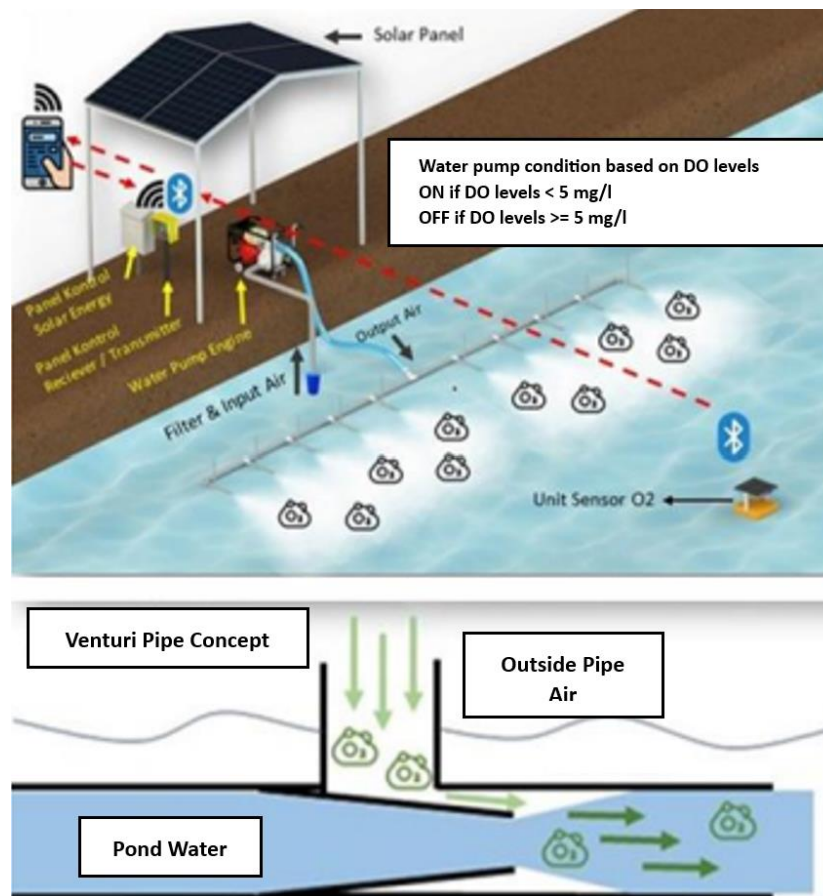 Solar Panel
Water pump condition based on DO levels
ON if DO levels < 5 mg/l
OFF if DO levels >= 5 mg/l
Panel Kontrol
Solar Energy
Panel Kontrol
Reciever / Transmitter
Water Pump Engine
Filter & Input Air
Output Air
Unit Sensor O2
Venturi Pipe Concept
Outside Pipe
Air
Pond Water